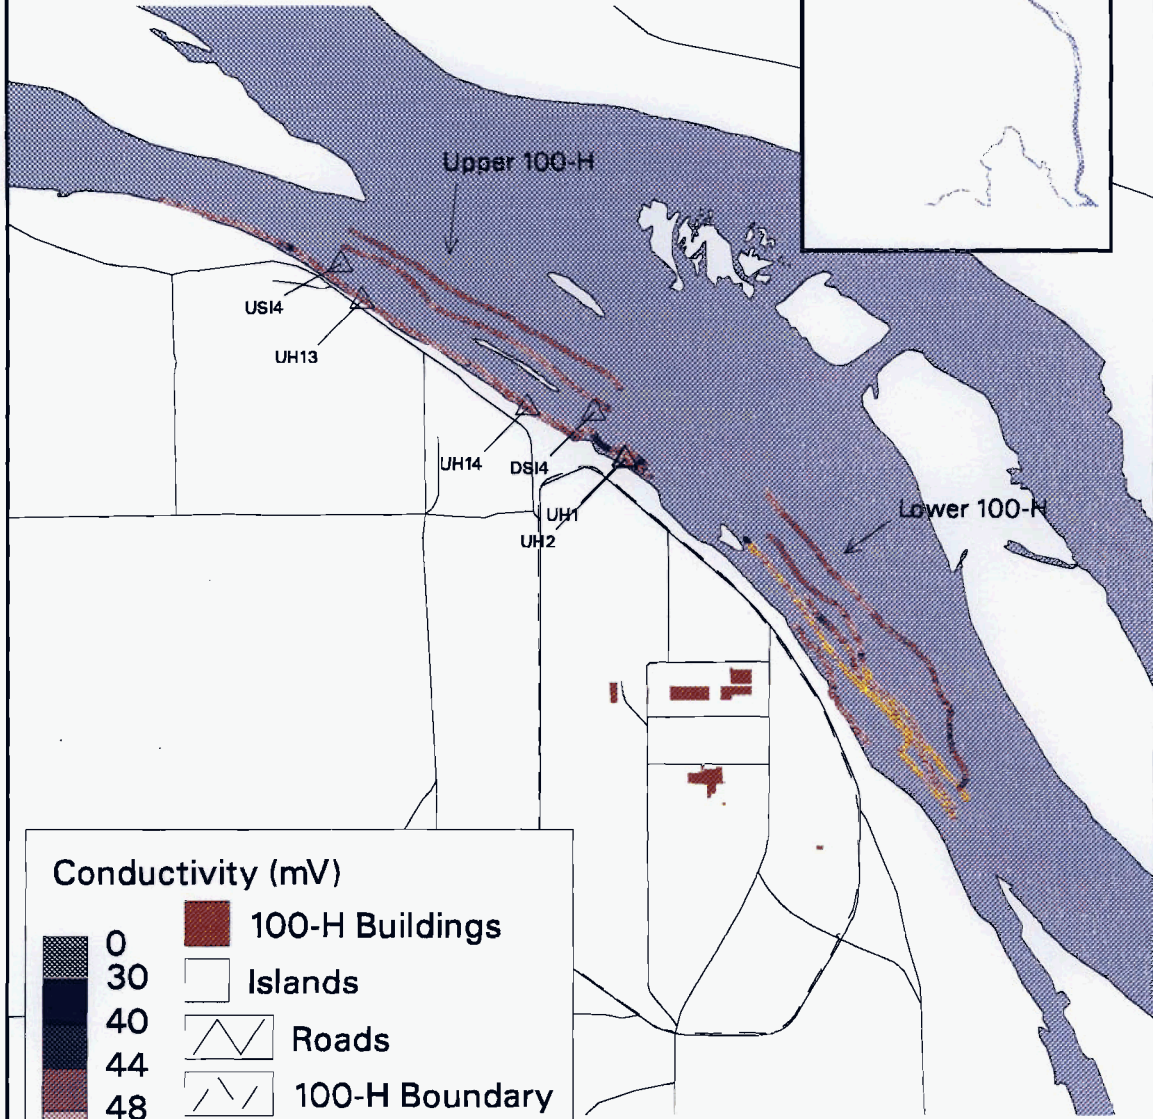 Upper 100-H
USI4
UH13
UH14
DSI4
UH1
UH2
Lower 100-H
Conductivity (mV)
0
30
40
44
48
100-H Buildings
Islands
Roads
100-H Boundary